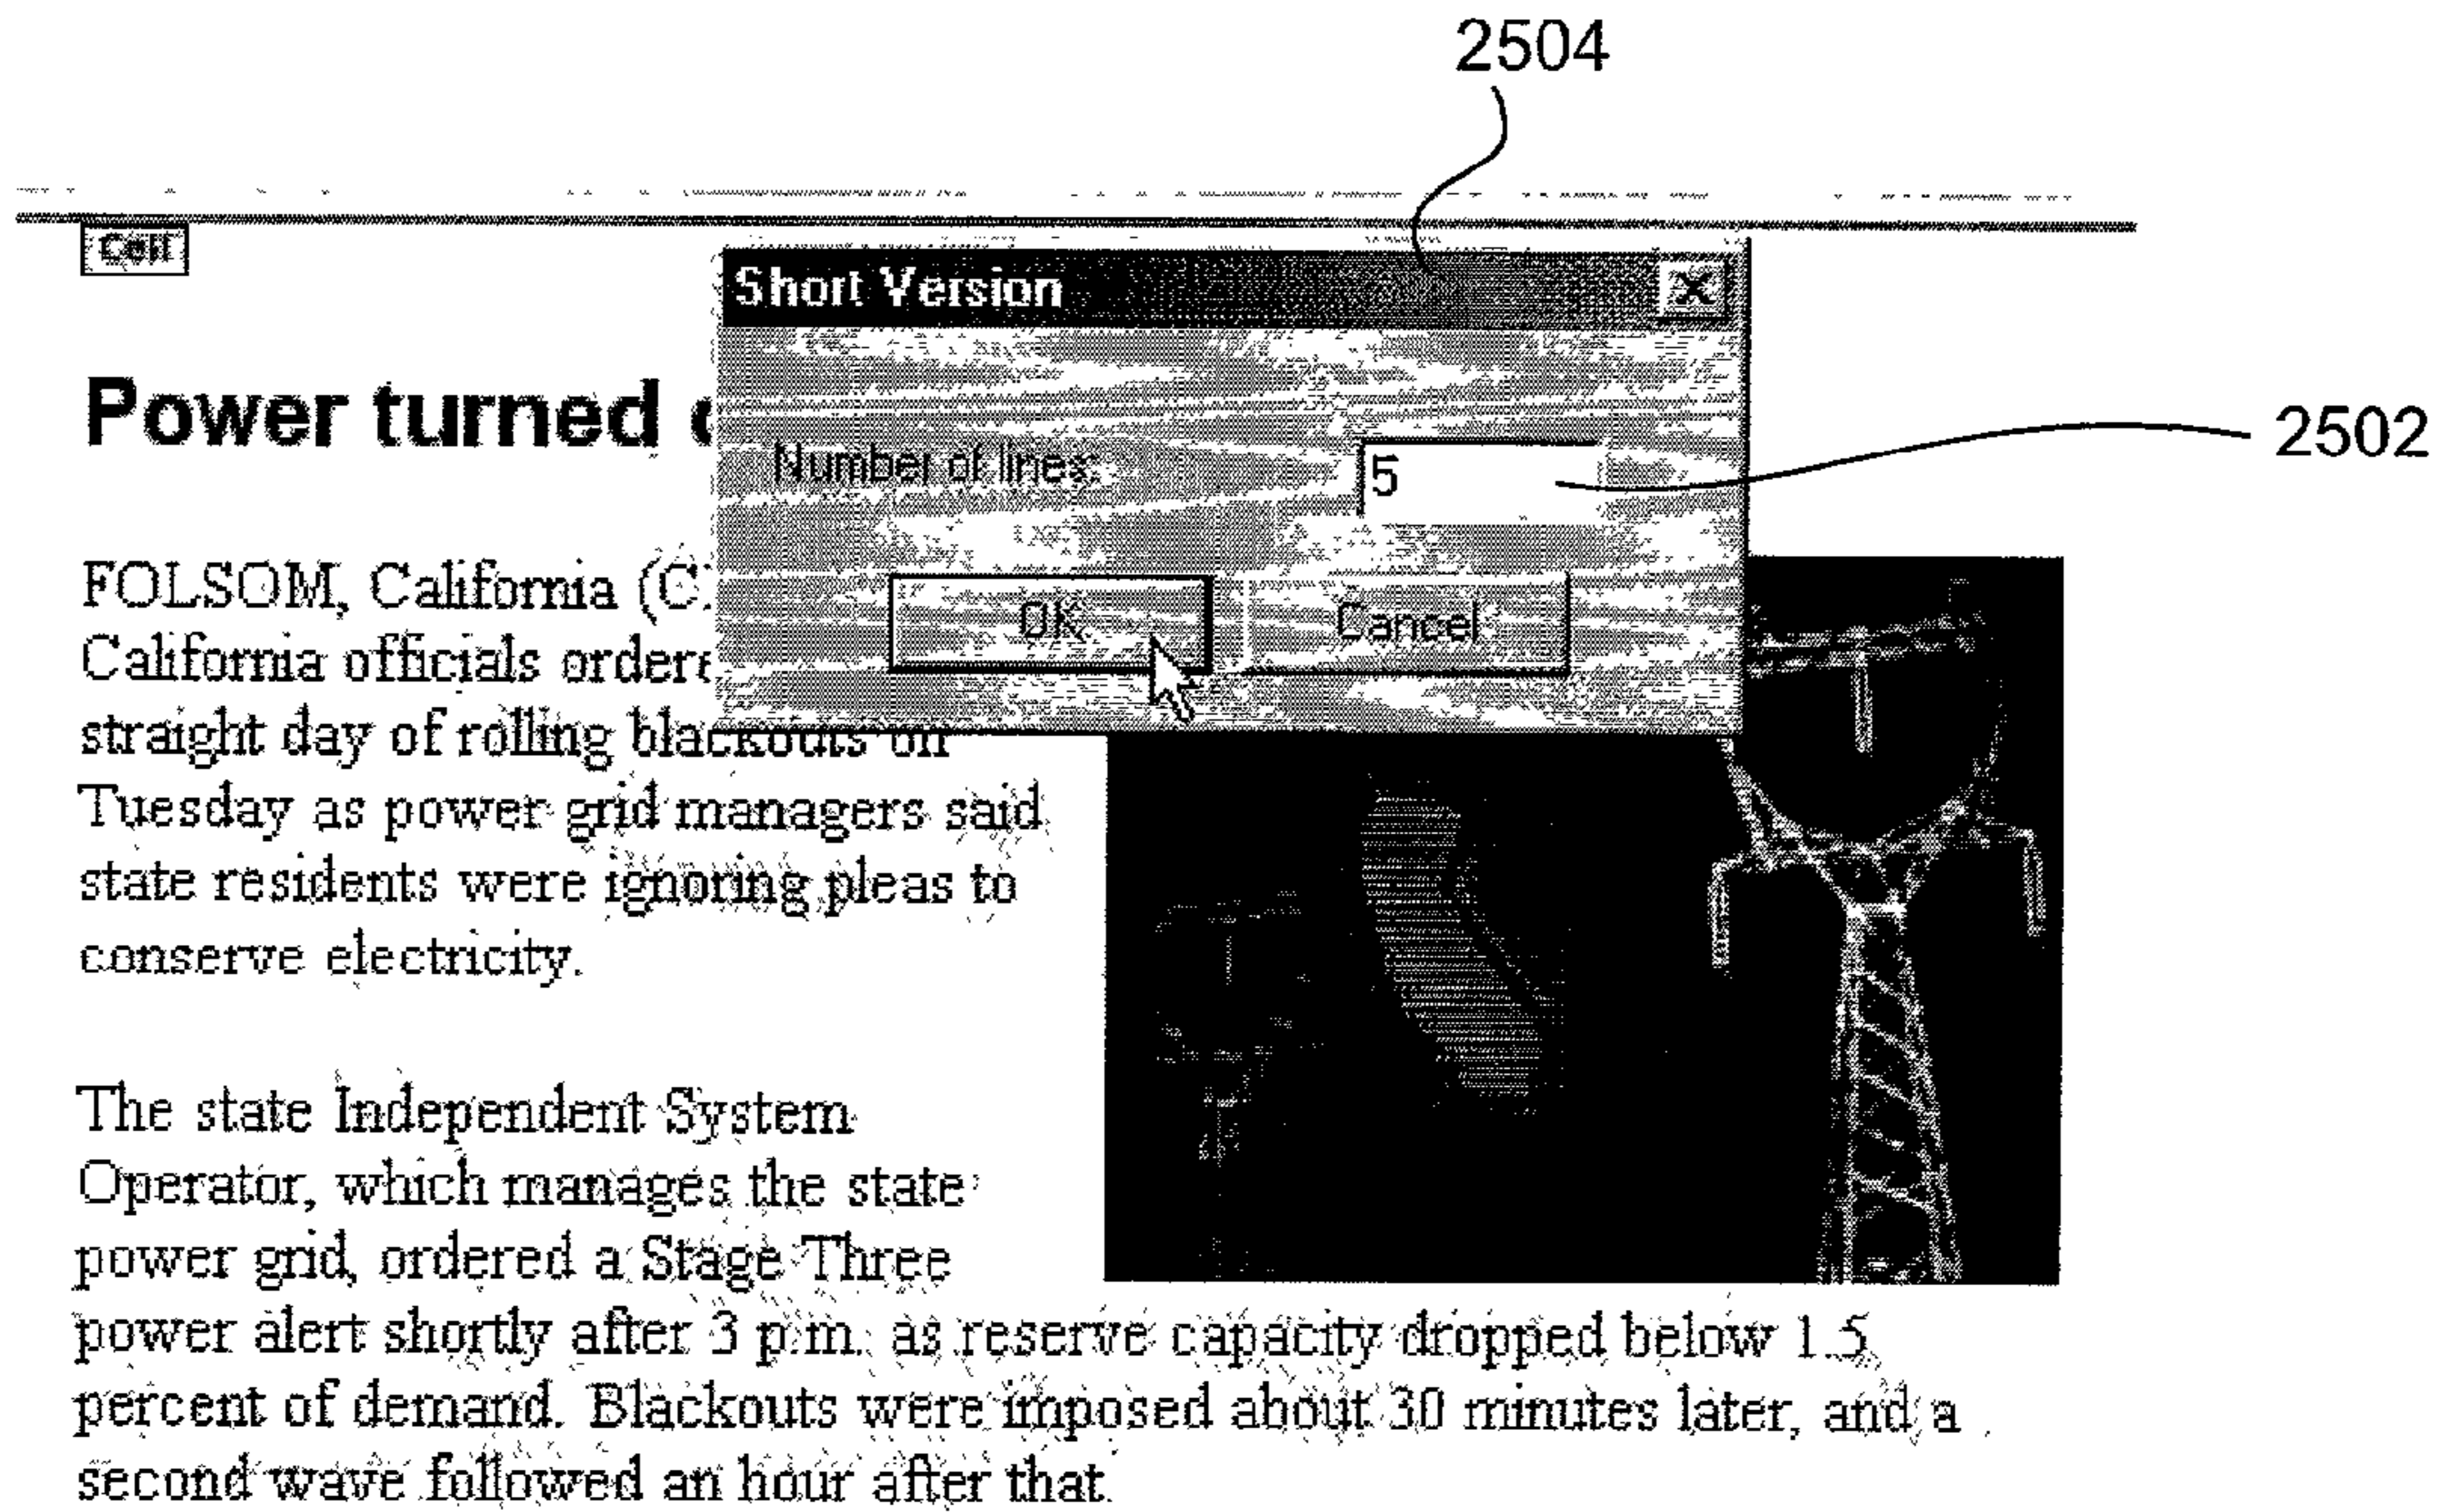 2504
Cell
Short Version
Power turned
Number of lines:
5
2502
OK
Cancel
FOLSOM, California (C
California officials ordere
straight day of rolling blackouts on
Tuesday as power grid managers said
state residents were ignoring pleas to
conserve electricity.
The state Independent System
Operator, which manages the state
power grid, ordered a Stage Three
power alert shortly after 3 p.m. as reserve capacity dropped below 1.5
percent of demand. Blackouts were imposed about 30 minutes later, and a
second wave followed an hour after that.